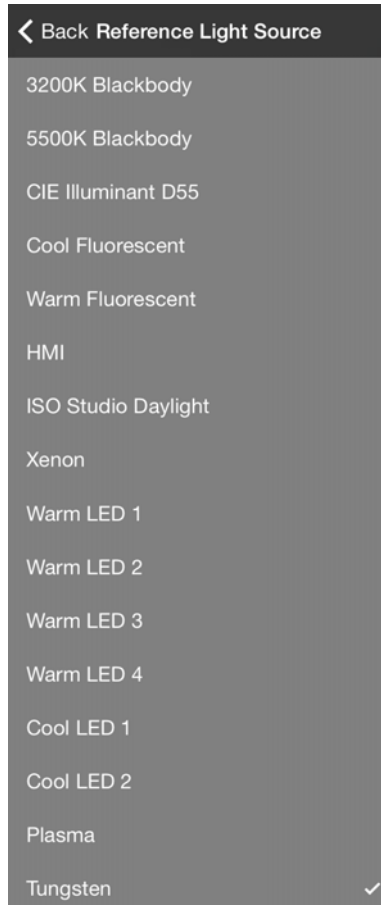 Back Reference Light Source
3200K Blackbody
5500K Blackbody
CIE Illuminant D55
Cool Fluorescent
Warm Fluorescent
HMI
ISO Studio Daylight
Xenon
Warm LED 1
Warm LED 2
Warm LED 3
Warm LED 4
Cool LED 1
Cool LED 2
Plasma
Tungsten